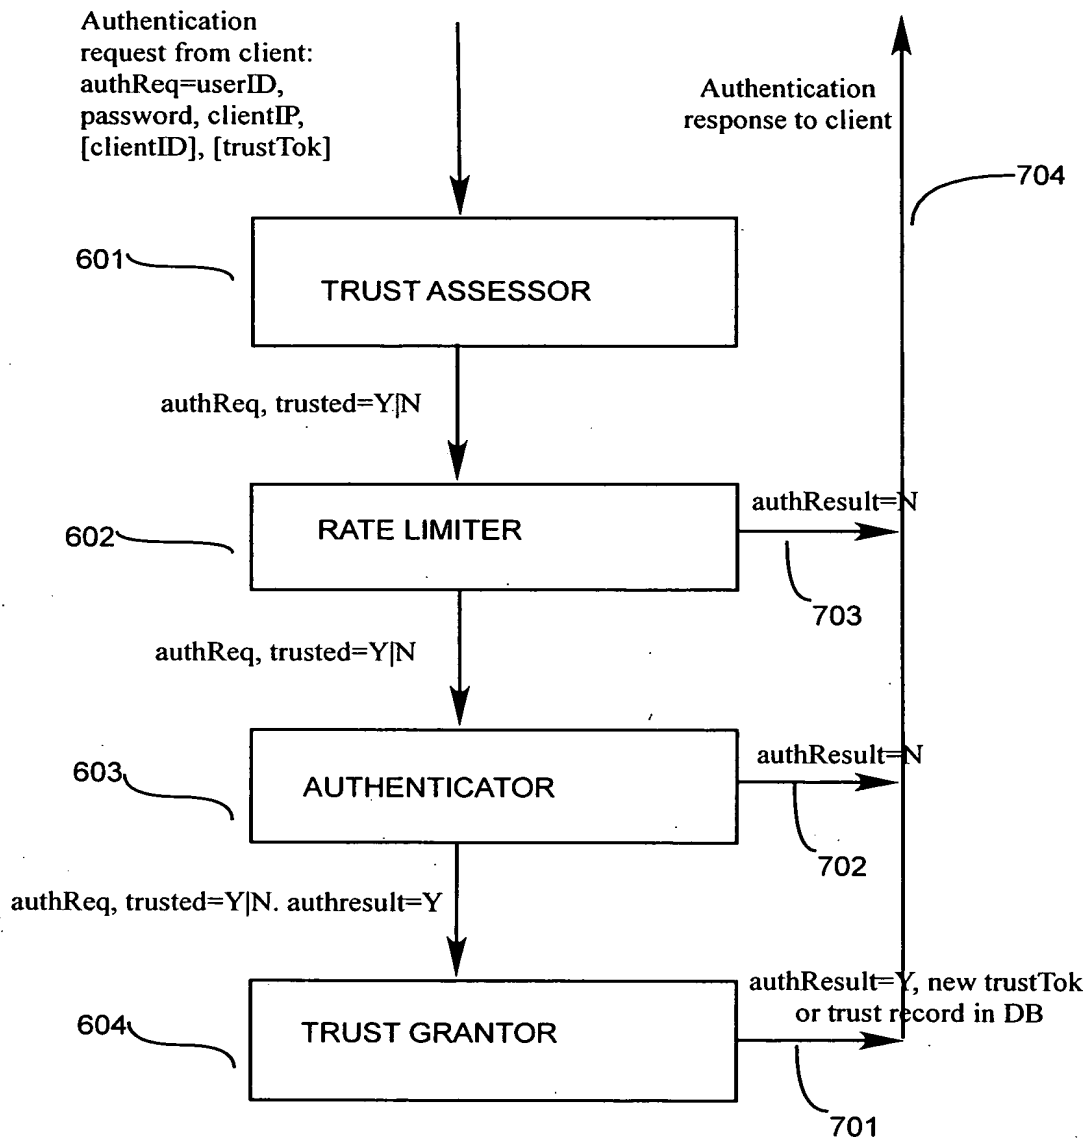 Authentication
request from client:
authReq=userID,
password, clientIP,
[clientID], [trustTok]
Authentication
response to client
704
601
TRUST ASSESSOR
authReq, trusted=Y|N
602
RATE LIMITER
authResult=N
703
authReq, trusted=Y|N
603
AUTHENTICATOR
authResult=N
702
authReq, trusted=Y|N. authresult=Y
604
TRUST GRANTOR
authResult=Y, new trustTok
or trust record in DB
701